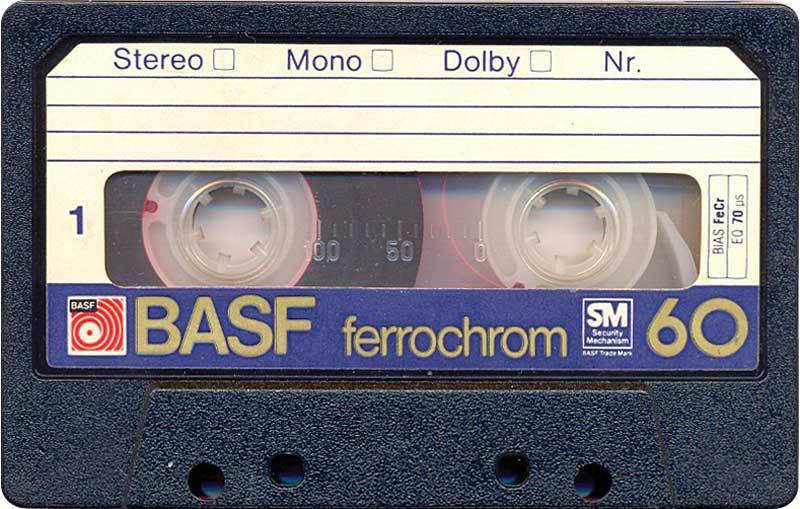 Stereo Mono Dolby Nr.
1
100 50 0
BIAS FeCr
EQ 70 µs
BASF
BASF ferrochrom
SM
Security
Mechanism
BASF Trade Mark
60